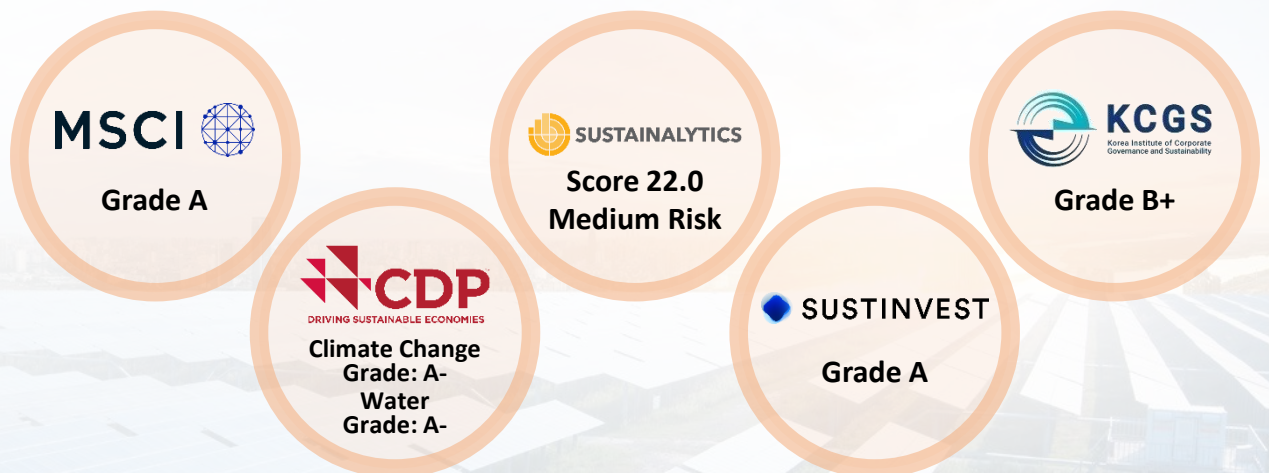 MSCI
Grade A
CDP
DRIVING SUSTAINABLE ECONOMIES
Climate Change
Grade: A-
Water
Grade: A-
SUSTAINALYTICS
Score 22.0
Medium Risk
SUSTINVEST
Grade A
KCGS
Korea Institute of Corporate
Governance and Sustainability
Grade B+